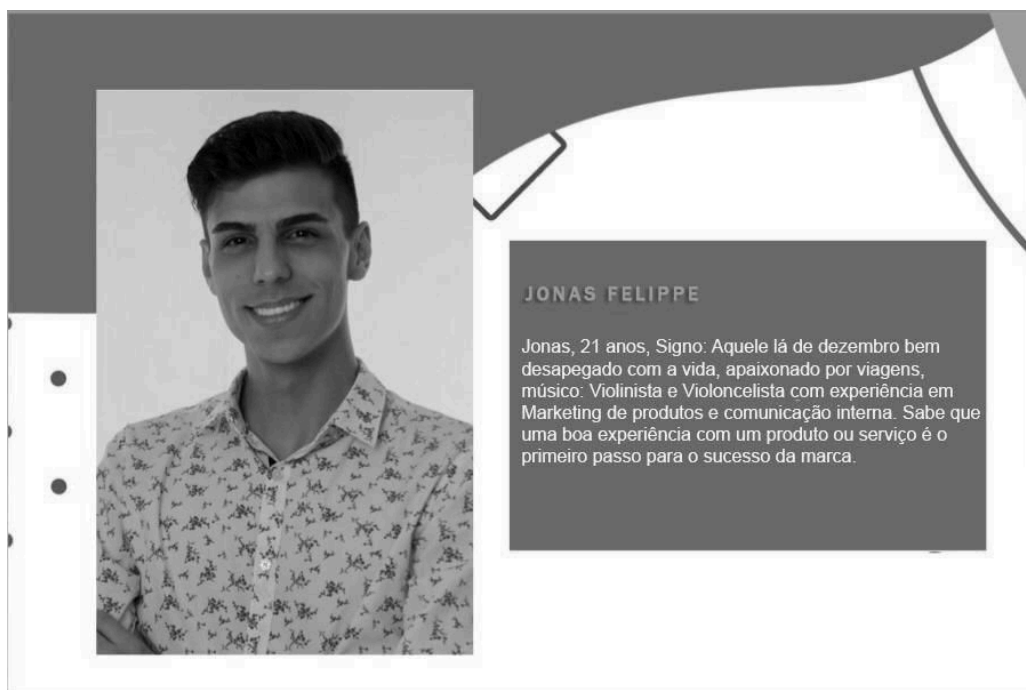 JONAS FELIPPE
Jonas, 21 anos, Signo: Aquele lá de dezembro bem
desapegado com a vida, apaixonado por viagens,
músico: Violinista e Violoncelista com experiência em
Marketing de produtos e comunicação interna. Sabe que
uma boa experiência com um produto ou serviço é o
primeiro passo para o sucesso da marca.